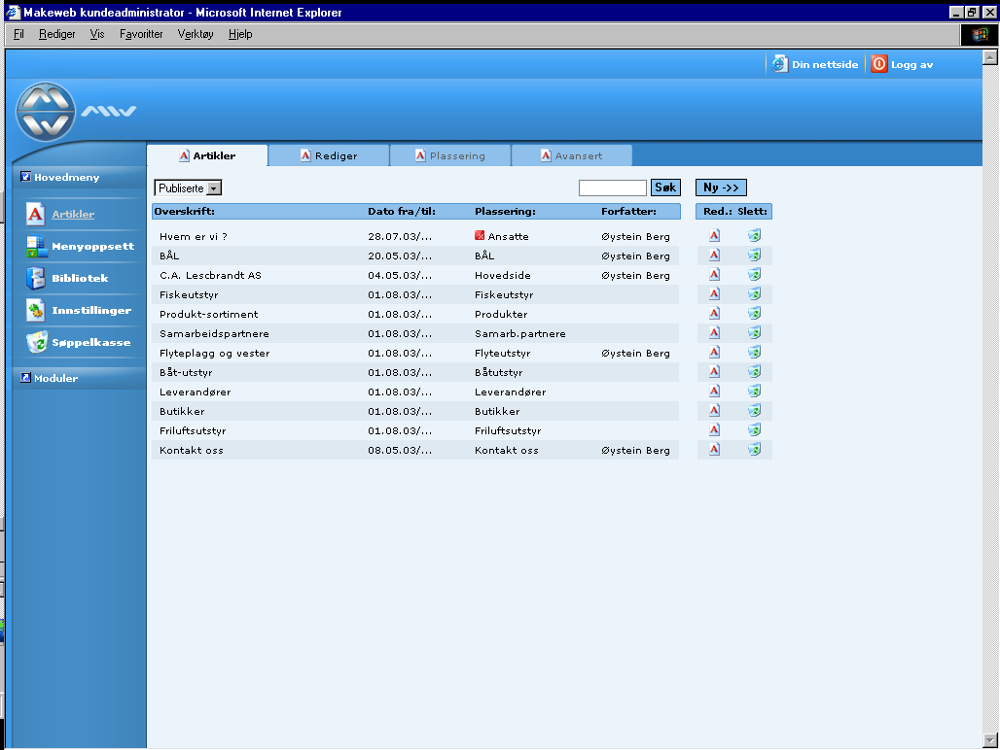 Makeweb kundeadministrator - Microsoft Internet Explorer
Fil Rediger Vis Favoritter Verktøy Hjelp
Din nettside Logg av
Artikler Rediger Plassering Avansert
Hovedmeny
Artikler
Menyoppsett
Bibliotek
Innstillinger
Søppelkasse
Moduler
Publiserte Søk Ny ->>
Overskrift: Dato fra/til: Plassering: Forfatter: Red.: Slett:
Hvem er vi ? 28.07.03/... Ansatte Øystein Berg
BÅL 20.05.03/... BÅL Øystein Berg
C.A. Lescbrandt AS 04.05.03/... Hovedside Øystein Berg
Fiskeutstyr 01.08.03/... Fiskeutstyr
Produkt-sortiment 01.08.03/... Produkter
Samarbeidspartnere 01.08.03/... Samarb.partnere
Flyteplagg og vester 01.08.03/... Flyteutstyr Øystein Berg
Båt-utstyr 01.08.03/... Båtutstyr
Leverandører 01.08.03/... Leverandører
Butikker 01.08.03/... Butikker
Friluftsutstyr 01.08.03/... Friluftsutstyr
Kontakt oss 08.05.03/... Kontakt oss Øystein Berg